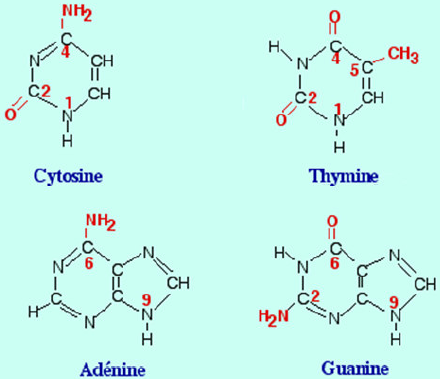 NH2
C
4
N
CH
C
2
1
CH
O
N
H
Cytosine
O
H
C
4
CH3
N
5
C
C
2
1
CH
O
N
H
Thymine
NH2
C
6
N
N
C
CH
H
C
C
9
N
N
H
Adénine
O
H
C
6
N
N
C
CH
C
2
C
9
H2N
N
N
H
Guanine